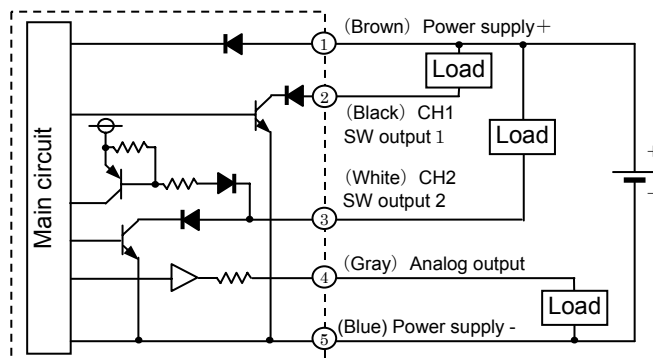 Main circuit
① (Brown) Power supply+
Load
②
(Black) CH1
SW output 1
Load
(White) CH2
SW output 2
③
+
-
④ (Gray) Analog output
Load
⑤ (Blue) Power supply -